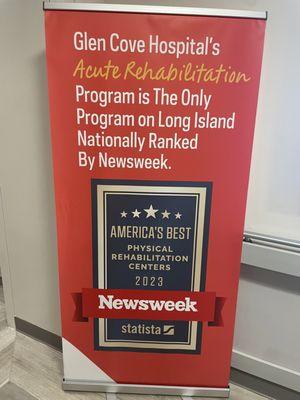 Glen Cove Hospital's
Acute Rehabilitation
Program is The Only
Program on Long Island
Nationally Ranked
By Newsweek.
AMERICA'S BEST
PHYSICAL
REHABILITATION
CENTERS
2023
Newsweek
statista